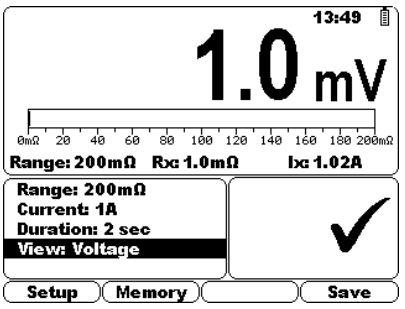 13:49
1.0 mV
0mΩ 20 40 60 80 100 120 140 160 180 200mΩ
Range: 200mΩ Rx: 1.0mΩ Ix: 1.02A
Range: 200mΩ
Current: 1A
Duration: 2 sec
View: Voltage
Setup Memory Save